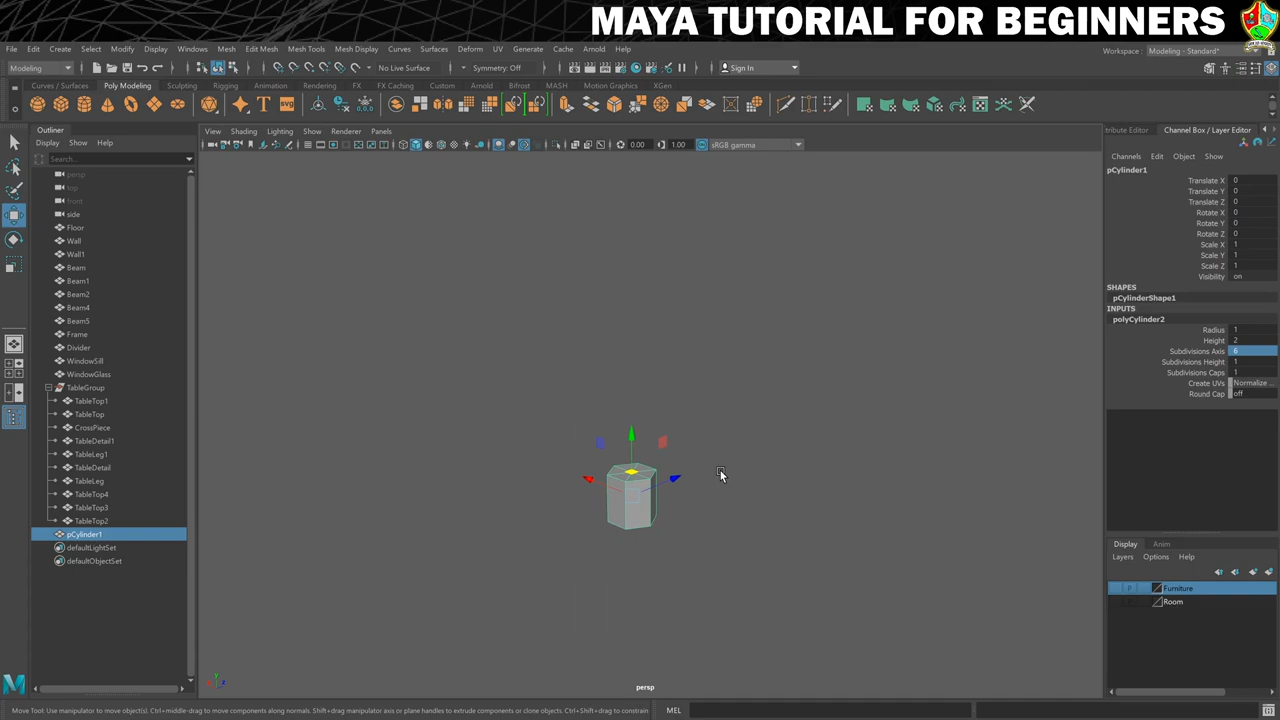 MAYA TUTORIAL FOR BEGINNERS
File Edit Create Select Modify Display Windows Mesh Edit Mesh Mesh Tools Mesh Display Curves Surfaces Deform UV Generate Cache Arnold Help
Workspace : Modeling - Standard*
Modeling No Live Surface Symmetry: Off Sign In
Curves / Surfaces Poly Modeling Sculpting Rigging Animation Rendering FX FX Caching Custom Arnold Bifrost MASH Motion Graphics XGen
Outliner
Display Show Help
Search...
persp
top
front
side
Floor
Wall
Wall1
Beam
Beam1
Beam2
Beam4
Beam5
Frame
Divider
WindowSill
WindowGlass
TableGroup
TableTop1
TableTop
CrossPiece
TableDetail1
TableLeg1
TableDetail
TableLeg
TableTop4
TableTop3
TableTop2
pCylinder1
defaultLightSet
defaultObjectSet
View Shading Lighting Show Renderer Panels
0.00 1.00 sRGB gamma
persp
tribute Editor Channel Box / Layer Editor
Channels Edit Object Show
pCylinder1
Translate X 0
Translate Y 0
Translate Z 0
Rotate X 0
Rotate Y 0
Rotate Z 0
Scale X 1
Scale Y 1
Scale Z 1
Visibility on
SHAPES
pCylinderShape1
INPUTS
polyCylinder2
Radius 1
Height 2
Subdivisions Axis 6
Subdivisions Height 1
Subdivisions Caps 1
Create UVs Normalize ...
Round Cap off
Display Anim
Layers Options Help
Furniture
Room
Move Tool: Use manipulator to move object(s). Ctrl+middle-drag to move components along normals. Shift+drag manipulator axis or plane handles to extrude components or clone objects. Ctrl+Shift+drag to constrain
MEL